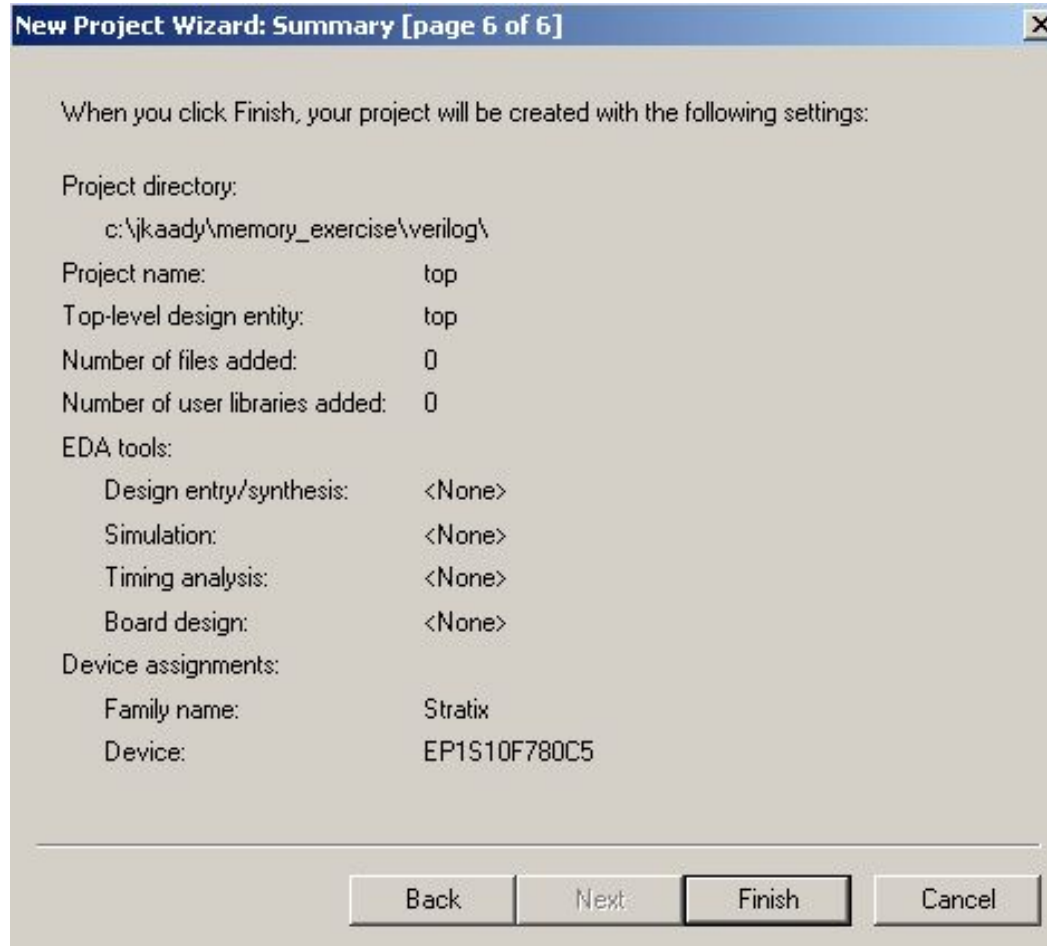 New Project Wizard: Summary [page 6 of 6]
When you click Finish, your project will be created with the following settings:
Project directory:
c:\jkaady\memory_exercise\verilog\
Project name: top
Top-level design entity: top
Number of files added: 0
Number of user libraries added: 0
EDA tools:
Design entry/synthesis: <None>
Simulation: <None>
Timing analysis: <None>
Board design: <None>
Device assignments:
Family name: Stratix
Device: EP1S10F780C5
Back Next Finish Cancel